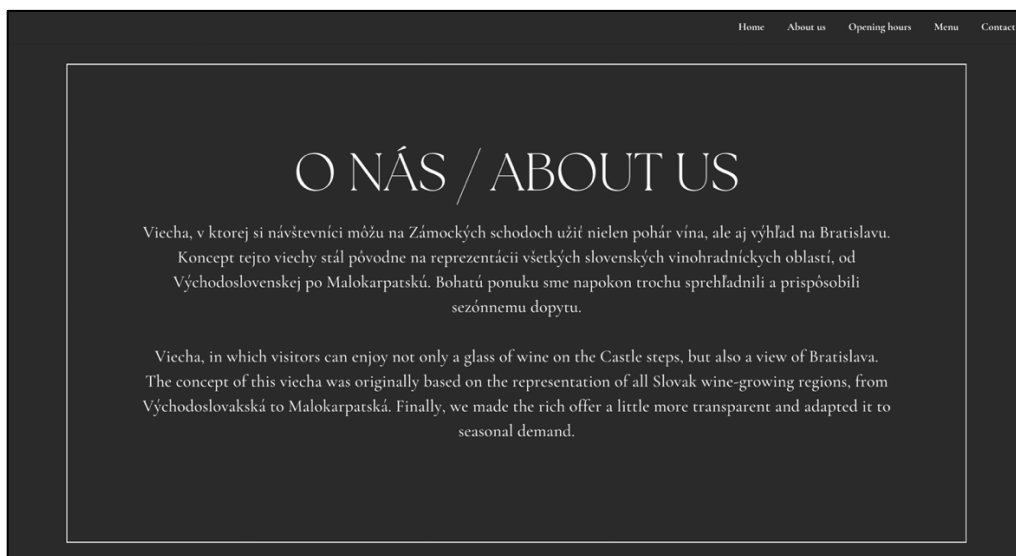 Home About us Opening hours Menu Contact
O NÁS / ABOUT US
Viecha, v ktorej si návštevníci môžu na Zámockých schodoch užiť nielen pohár vína, ale aj výhľad na Bratislavu.
Koncept tejto viechy stál pôvodne na reprezentácii všetkých slovenských vinohradníckych oblastí, od
Východoslovenskej po Malokarpatskú. Bohatú ponuku sme napokon trochu sprehľadnili a prispôsobili
sezónnemu dopytu.
Viecha, in which visitors can enjoy not only a glass of wine on the Castle steps, but also a view of Bratislava.
The concept of this viecha was originally based on the representation of all Slovak wine-growing regions, from
Východoslovakská to Malokarpatská. Finally, we made the rich offer a little more transparent and adapted it to
seasonal demand.